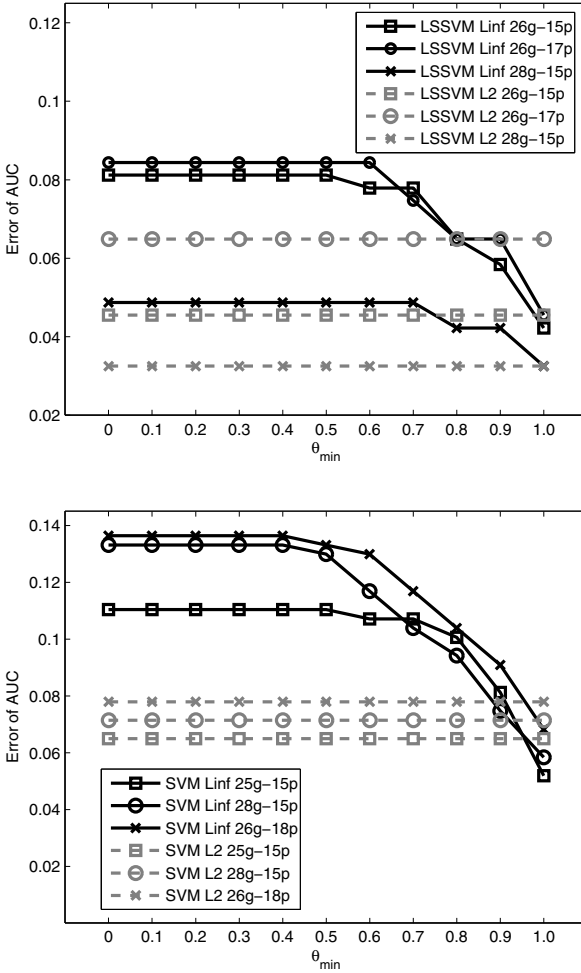 0.12
0.1
0.08
0.06
0.04
0.02
Error of AUC
LSSVM Linf 26g−15p
LSSVM Linf 26g−17p
LSSVM Linf 28g−15p
LSSVM L2 26g−15p
LSSVM L2 26g−17p
LSSVM L2 28g−15p
0 0.1 0.2 0.3 0.4 0.5 0.6 0.7 0.8 0.9 1.0
θmin
0.14
0.12
0.1
0.08
0.06
0.04
0.02
Error of AUC
SVM Linf 25g−15p
SVM Linf 28g−15p
SVM Linf 26g−18p
SVM L2 25g−15p
SVM L2 28g−15p
SVM L2 26g−18p
0 0.1 0.2 0.3 0.4 0.5 0.6 0.7 0.8 0.9 1.0
θmin